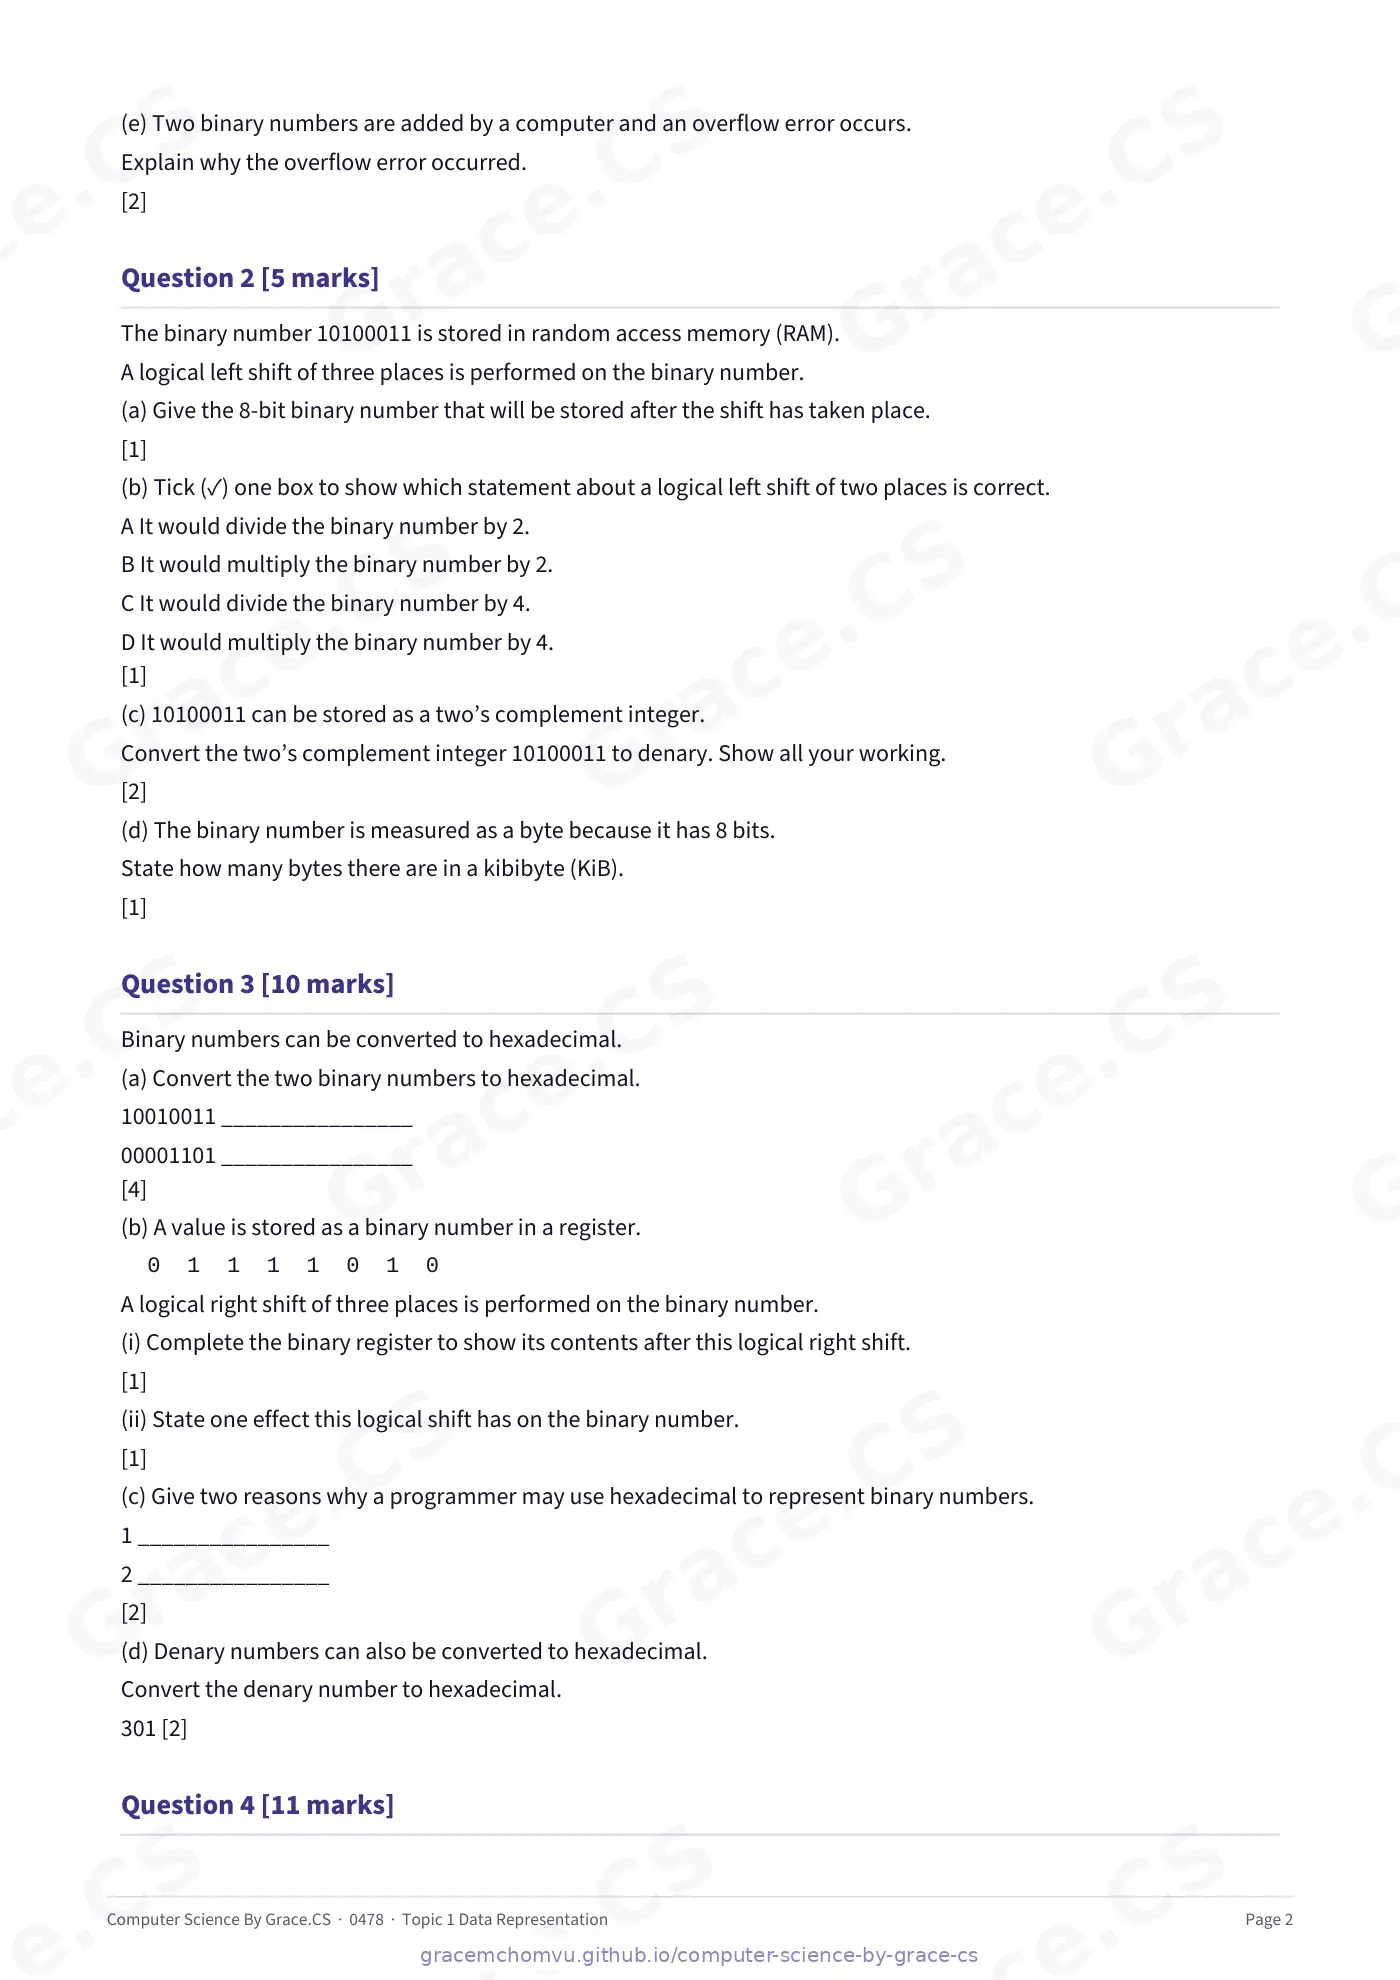 (e) Two binary numbers are added by a computer and an overflow error occurs.
Explain why the overflow error occurred.
[2]
Question 2 [5 marks]
The binary number 10100011 is stored in random access memory (RAM).
A logical left shift of three places is performed on the binary number.
(a) Give the 8-bit binary number that will be stored after the shift has taken place.
[1]
(b) Tick (✓) one box to show which statement about a logical left shift of two places is correct.
A It would divide the binary number by 2.
B It would multiply the binary number by 2.
C It would divide the binary number by 4.
D It would multiply the binary number by 4.
[1]
(c) 10100011 can be stored as a two’s complement integer.
Convert the two’s complement integer 10100011 to denary. Show all your working.
[2]
(d) The binary number is measured as a byte because it has 8 bits.
State how many bytes there are in a kibibyte (KiB).
[1]
Question 3 [10 marks]
Binary numbers can be converted to hexadecimal.
(a) Convert the two binary numbers to hexadecimal.
10010011 ________________
00001101 ________________
[4]
(b) A value is stored as a binary number in a register.
0 1 1 1 1 0 1 0
A logical right shift of three places is performed on the binary number.
(i) Complete the binary register to show its contents after this logical right shift.
[1]
(ii) State one effect this logical shift has on the binary number.
[1]
(c) Give two reasons why a programmer may use hexadecimal to represent binary numbers.
1 ________________
2 ________________
[2]
(d) Denary numbers can also be converted to hexadecimal.
Convert the denary number to hexadecimal.
301 [2]
Question 4 [11 marks]
Computer Science By Grace.CS · 0478 · Topic 1 Data Representation Page 2
gracemchomvu.github.io/computer-science-by-grace-cs